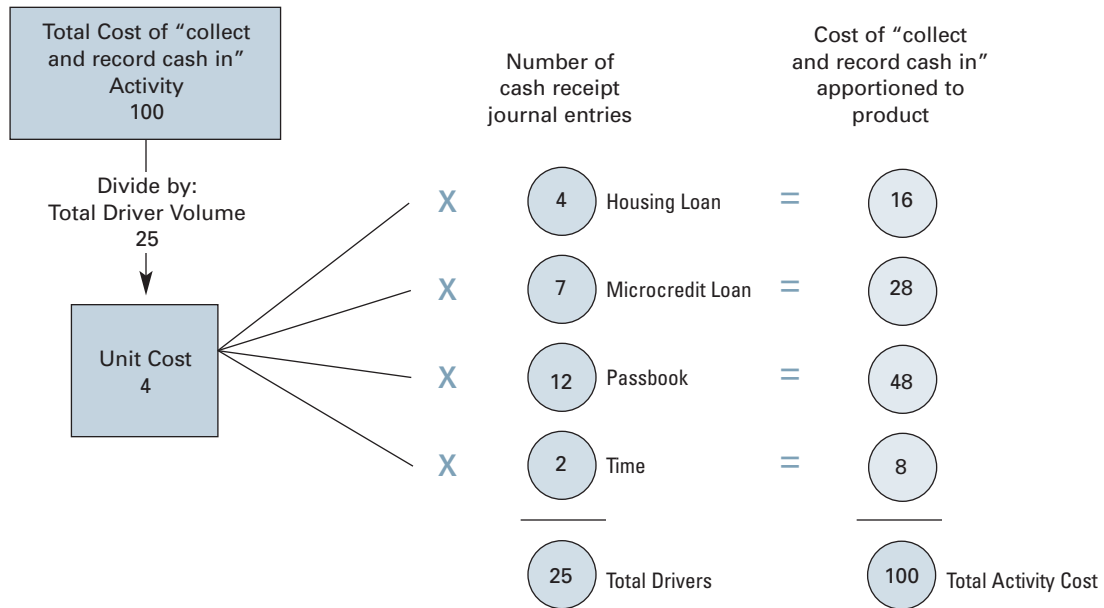 Total Cost of “collect
and record cash in”
Activity
100
Divide by:
Total Driver Volume
25
Unit Cost
4
Number of
cash receipt
journal entries
Cost of “collect
and record cash in”
apportioned to
product
X 4 Housing Loan = 16
X 7 Microcredit Loan = 28
X 12 Passbook = 48
X 2 Time = 8
25 Total Drivers
100 Total Activity Cost